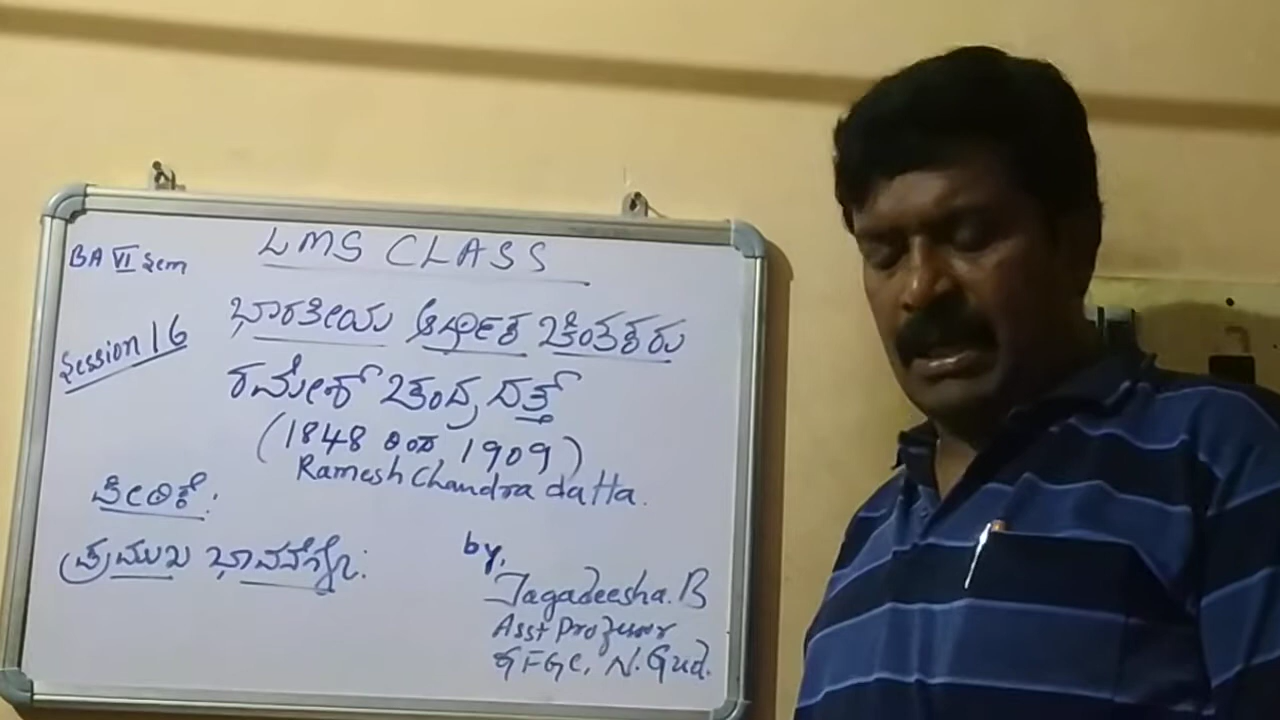 LMS CLASS
BA VI Sem
ಭಾರತೀಯ ಆರ್ಥಿಕ ಚಿಂತಕರು
Session 16
ರಮೇಶ್ ಚಂದ್ರ ದತ್ತ್
(1848 ರಿಂದ 1909)
Ramesh Chandra datta.
ಪೀಠಿಕೆ:
ಪ್ರಮುಖ ಭಾವನೆಗಳು:
by,
Jagadeesha. B
Asst Professor
GFGC, N.Gud.